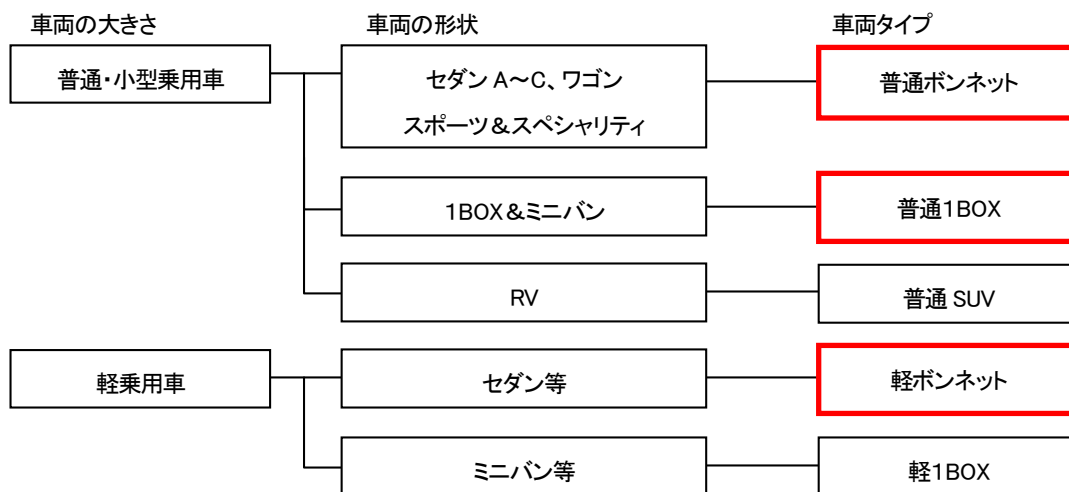 車両の大きさ
車両の形状
車両タイプ
普通・小型乗用車
セダン A～C、ワゴン
スポーツ＆スペシャリティ
普通ボンネット
1BOX＆ミニバン
普通1BOX
RV
普通 SUV
軽乗用車
セダン等
軽ボンネット
ミニバン等
軽1BOX